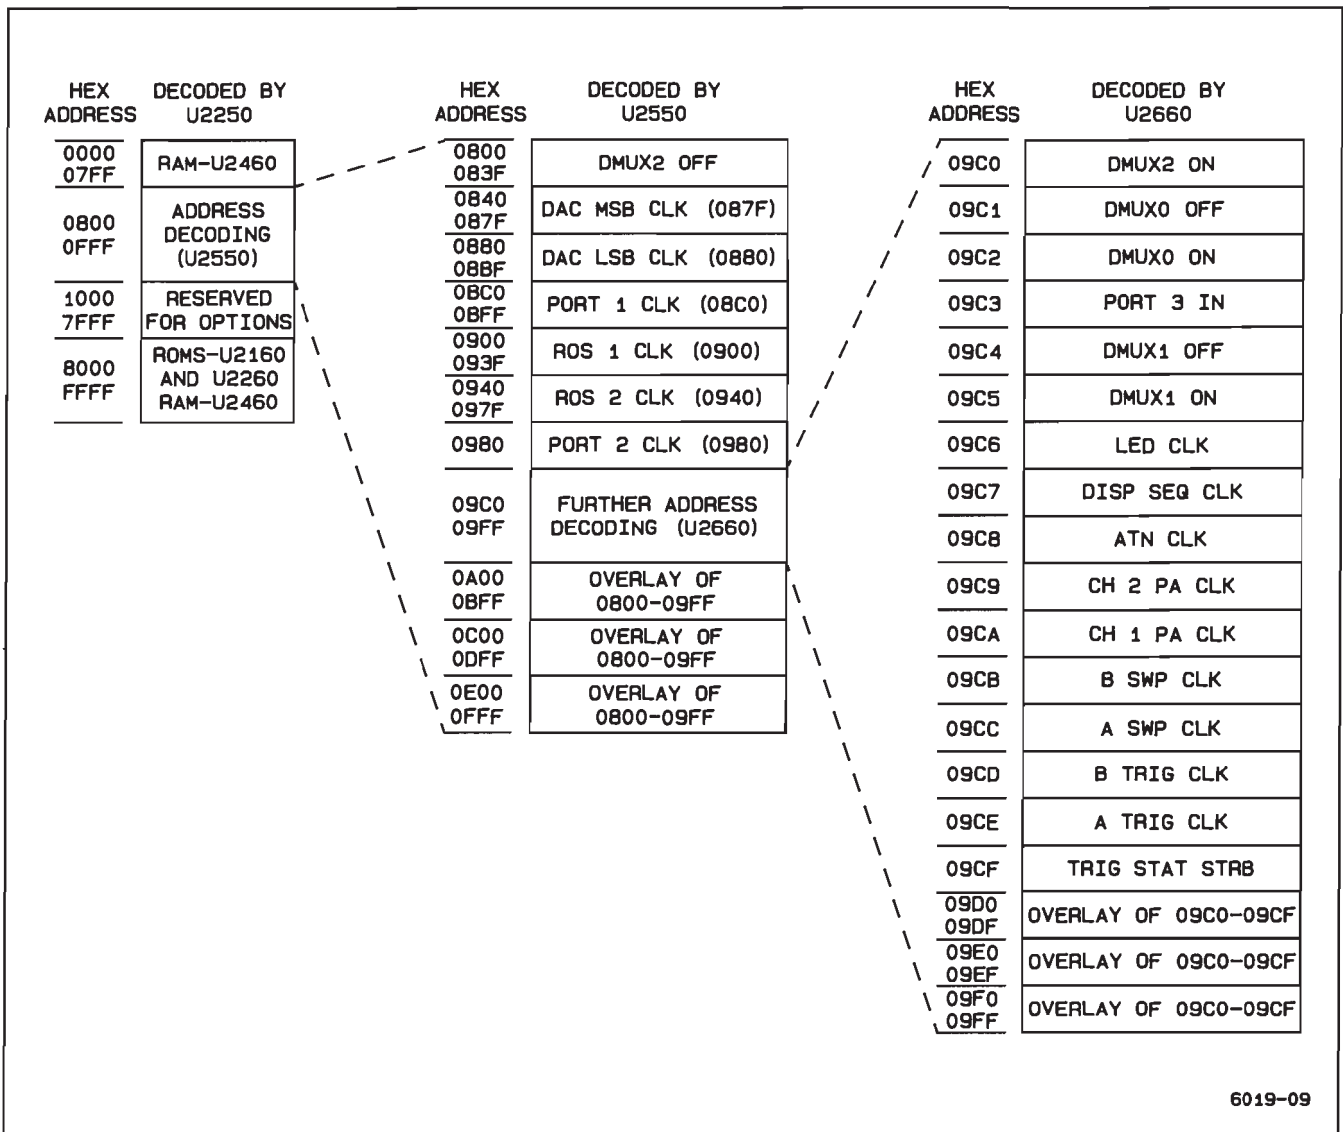 HEX ADDRESS DECODED BY U2250
0000
07FF
RAM-U2460
0800
0FFF
ADDRESS
DECODING
(U2550)
1000
7FFF
RESERVED
FOR OPTIONS
8000
FFFF
ROMS-U2160
AND U2260
RAM-U2460
HEX ADDRESS DECODED BY U2550
0800
083F
DMUX2 OFF
0840
087F
DAC MSB CLK (087F)
0880
08BF
DAC LSB CLK (0880)
08C0
08FF
PORT 1 CLK (08C0)
0900
093F
ROS 1 CLK (0900)
0940
097F
ROS 2 CLK (0940)
0980
PORT 2 CLK (0980)
09C0
09FF
FURTHER ADDRESS
DECODING (U2660)
0A00
0BFF
OVERLAY OF
0800-09FF
0C00
0DFF
OVERLAY OF
0800-09FF
0E00
0FFF
OVERLAY OF
0800-09FF
HEX ADDRESS DECODED BY U2660
09C0 DMUX2 ON
09C1 DMUX0 OFF
09C2 DMUX0 ON
09C3 PORT 3 IN
09C4 DMUX1 OFF
09C5 DMUX1 ON
09C6 LED CLK
09C7 DISP SEQ CLK
09C8 ATN CLK
09C9 CH 2 PA CLK
09CA CH 1 PA CLK
09CB B SWP CLK
09CC A SWP CLK
09CD B TRIG CLK
09CE A TRIG CLK
09CF TRIG STAT STRB
09D0
09DF
OVERLAY OF 09C0-09CF
09E0
09EF
OVERLAY OF 09C0-09CF
09F0
09FF
OVERLAY OF 09C0-09CF
6019-09